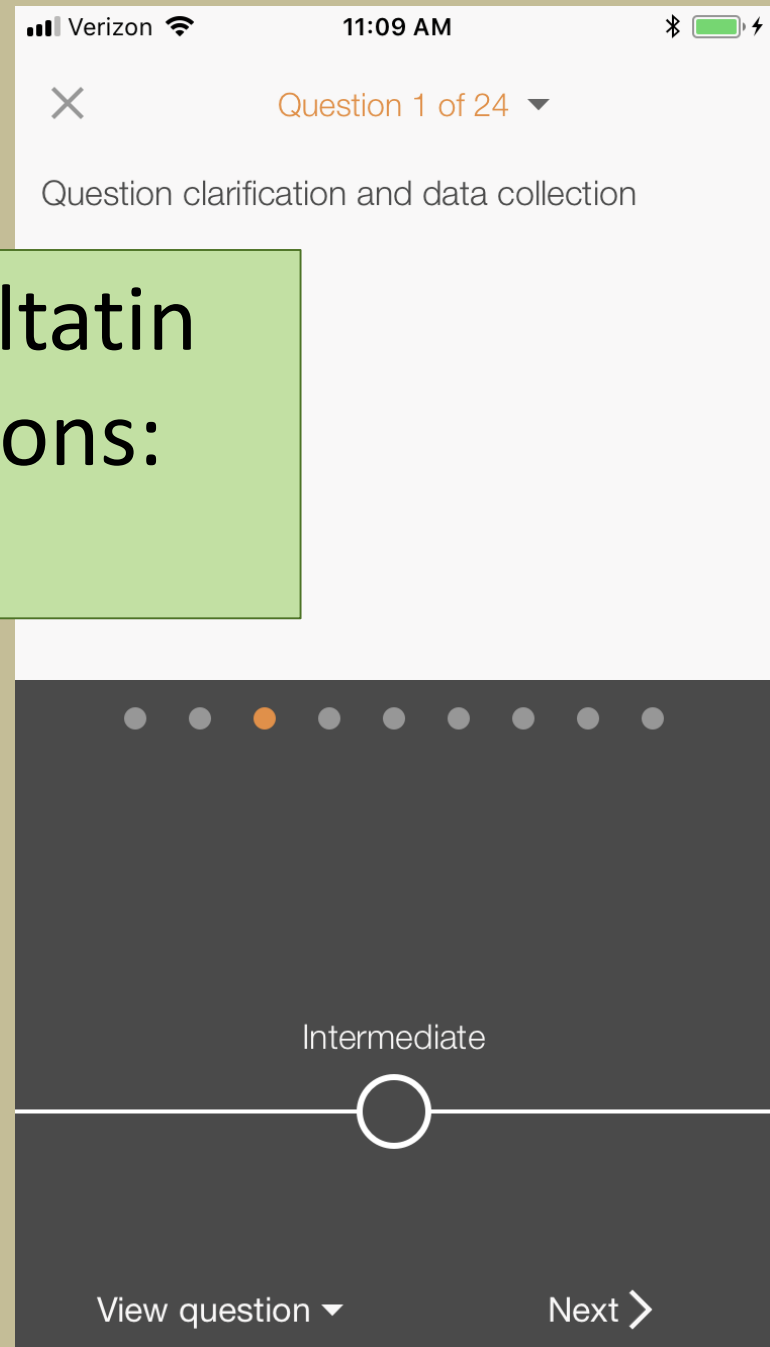 Verizon 11:09 AM
Question 1 of 24
Question clarification and data collection
ltatin
ons:
Intermediate
View question Next